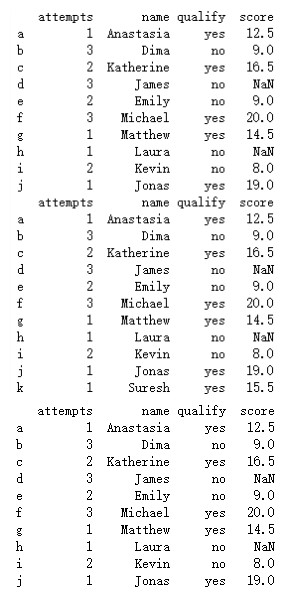 attempts name qualify score
a 1 Anastasia yes 12.5
b 3 Dima no 9.0
c 2 Katherine yes 16.5
d 3 James no NaN
e 2 Emily no 9.0
f 3 Michael yes 20.0
g 1 Matthew yes 14.5
h 1 Laura no NaN
i 2 Kevin no 8.0
j 1 Jonas yes 19.0
attempts name qualify score
a 1 Anastasia yes 12.5
b 3 Dima no 9.0
c 2 Katherine yes 16.5
d 3 James no NaN
e 2 Emily no 9.0
f 3 Michael yes 20.0
g 1 Matthew yes 14.5
h 1 Laura no NaN
i 2 Kevin no 8.0
j 1 Jonas yes 19.0
k 1 Suresh yes 15.5
attempts name qualify score
a 1 Anastasia yes 12.5
b 3 Dima no 9.0
c 2 Katherine yes 16.5
d 3 James no NaN
e 2 Emily no 9.0
f 3 Michael yes 20.0
g 1 Matthew yes 14.5
h 1 Laura no NaN
i 2 Kevin no 8.0
j 1 Jonas yes 19.0